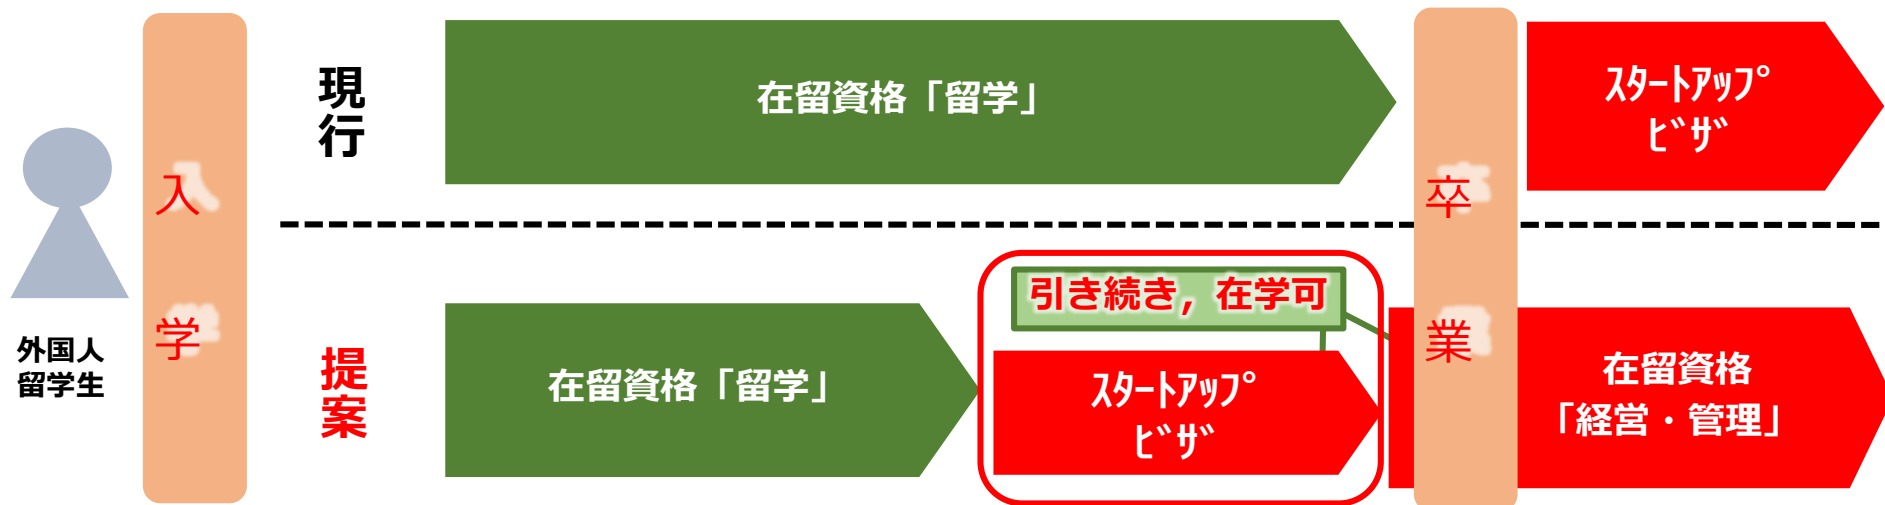 外国人
留学生
入
学
現
行
在留資格「留学」
卒
業
ｽﾀｰﾄｱｯﾌﾟ
ﾋﾞｻﾞ
提
案
在留資格「留学」
引き続き，在学可
ｽﾀｰﾄｱｯﾌﾟ
ﾋﾞｻﾞ
在留資格
「経営・管理」